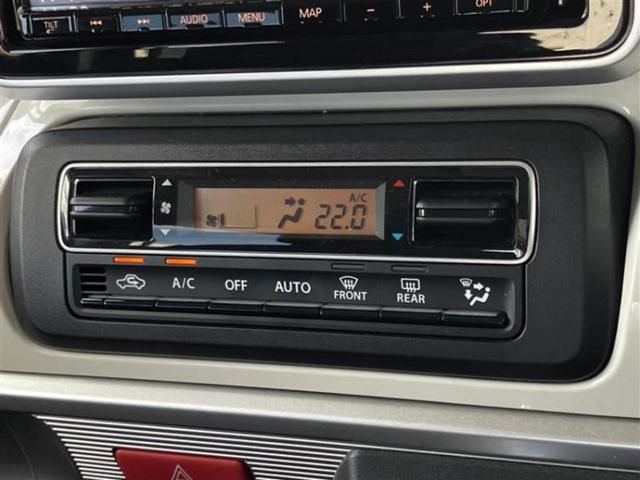 TILT AUDIO MENU MAP - + OPT
A/C
22.0
A/C OFF AUTO FRONT REAR